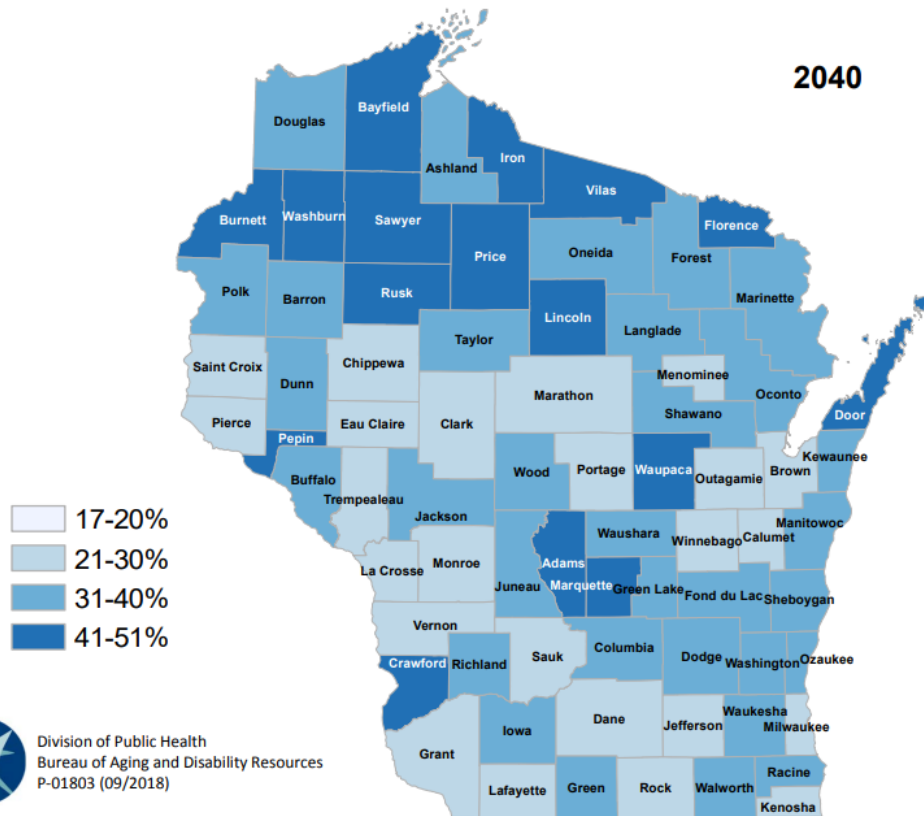 2040
Bayfield
Douglas
Iron
Ashland
Vilas
Burnett
Washburn
Sawyer
Florence
Price
Oneida
Forest
Polk
Barron
Rusk
Marinette
Lincoln
Langlade
Taylor
Saint Croix
Chippewa
Menominee
Dunn
Marathon
Oconto
Pierce
Eau Claire
Clark
Shawano
Door
Pepin
Kewaunee
Wood
Portage
Waupaca
Outagamie
Brown
Buffalo
Trempealeau
Jackson
Manitowoc
Waushara
Winnebago
Calumet
La Crosse
Monroe
Adams
Juneau
Marquette
Green Lake
Fond du Lac
Sheboygan
17-20%
21-30%
31-40%
41-51%
Vernon
Crawford
Richland
Sauk
Columbia
Dodge
Washington
Ozaukee
Iowa
Dane
Jefferson
Waukesha
Milwaukee
Grant
Lafayette
Green
Rock
Walworth
Racine
Kenosha
Division of Public Health
Bureau of Aging and Disability Resources
P-01803 (09/2018)